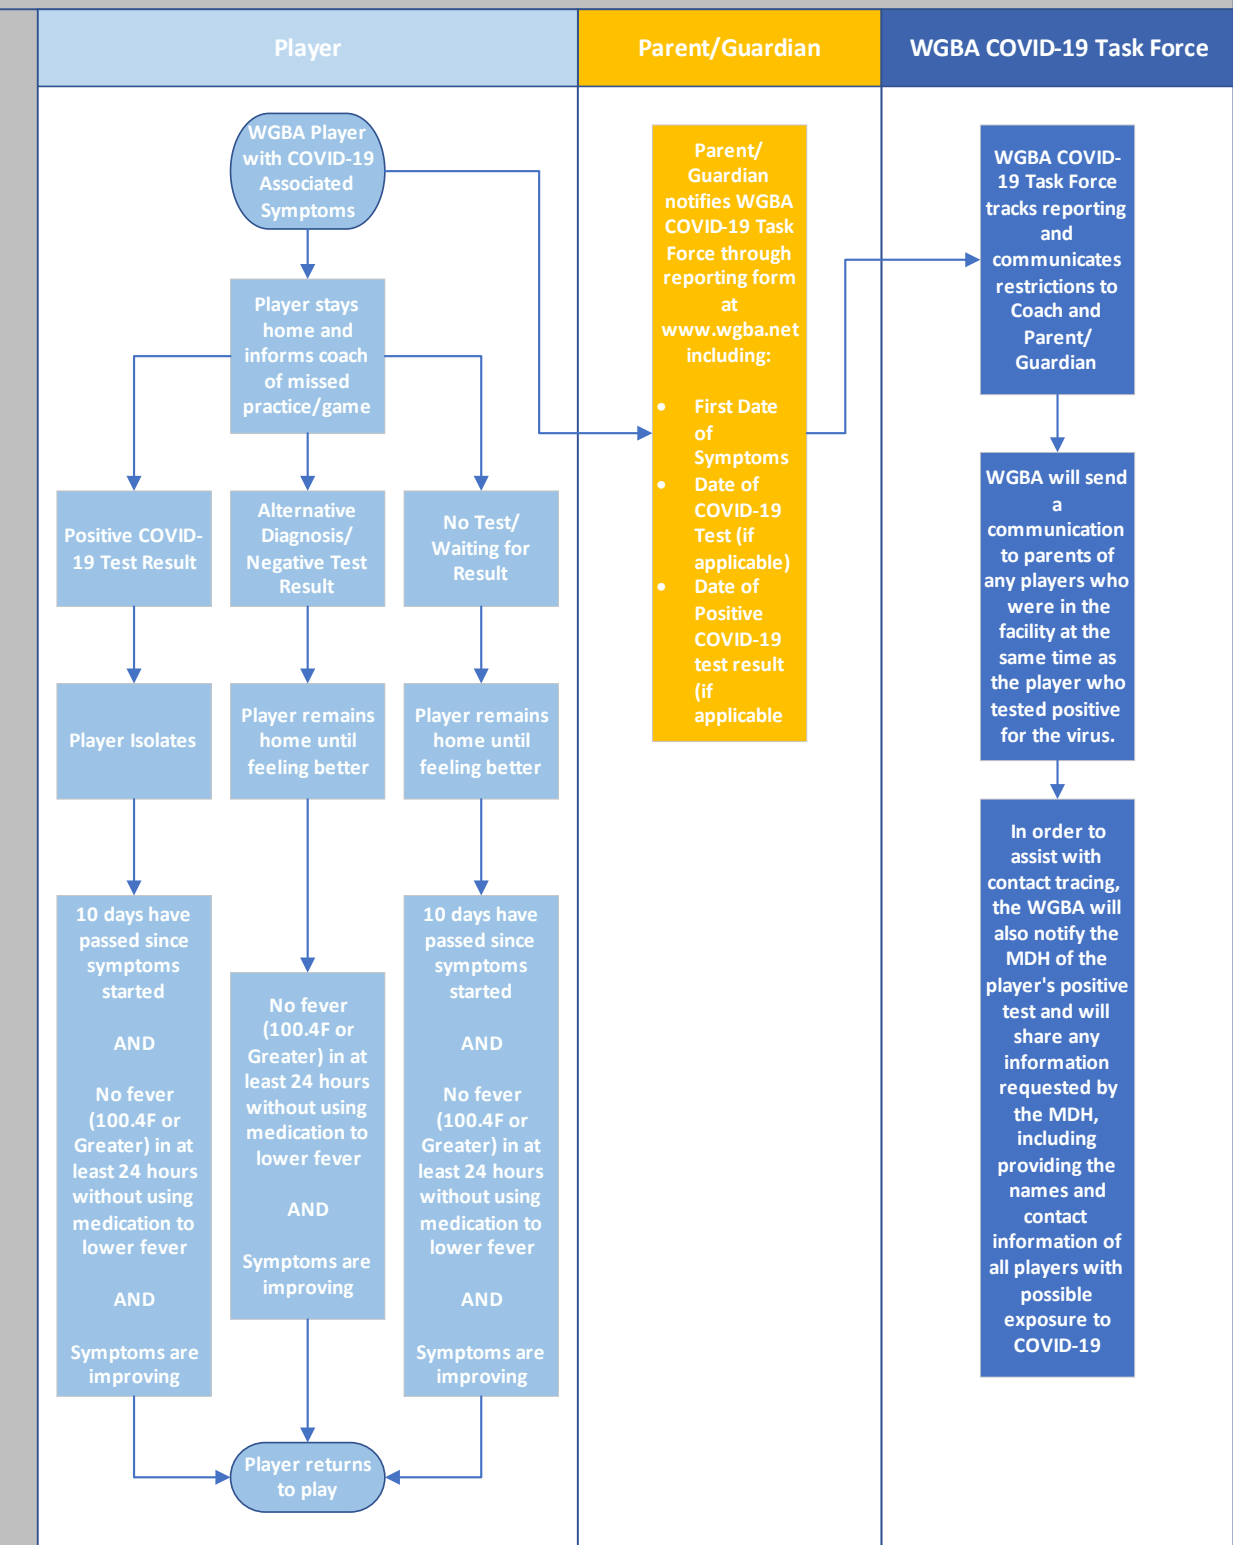 Player
Parent/Guardian
WGBA COVID-19 Task Force
WGBA Player
with COVID-19
Associated
Symptoms
Player stays
home and
informs coach
of missed
practice/game
Positive COVID-
19 Test Result
Alternative
Diagnosis/
Negative Test
Result
No Test/
Waiting for
Result
Player Isolates
Player remains
home until
feeling better
Player remains
home until
feeling better
10 days have
passed since
symptoms
started
AND
No fever
(100.4F or
Greater) in at
least 24 hours
without using
medication to
lower fever
AND
Symptoms are
improving
No fever
(100.4F or
Greater) in at
least 24 hours
without using
medication to
lower fever
AND
Symptoms are
improving
10 days have
passed since
symptoms
started
AND
No fever
(100.4F or
Greater) in at
least 24 hours
without using
medication to
lower fever
AND
Symptoms are
improving
Player returns
to play
Parent/
Guardian
notifies WGBA
COVID-19 Task
Force through
reporting form
at
www.wgba.net
including:
• First Date
of
Symptoms
• Date of
COVID-19
Test (if
applicable)
• Date of
Positive
COVID-19
test result
(if
applicable
WGBA COVID-
19 Task Force
tracks reporting
and
communicates
restrictions to
Coach and
Parent/
Guardian
WGBA will send
a
communication
to parents of
any players who
were in the
facility at the
same time as
the player who
tested positive
for the virus.
In order to
assist with
contact tracing,
the WGBA will
also notify the
MDH of the
player's positive
test and will
share any
information
requested by
the MDH,
including
providing the
names and
contact
information of
all players with
possible
exposure to
COVID-19